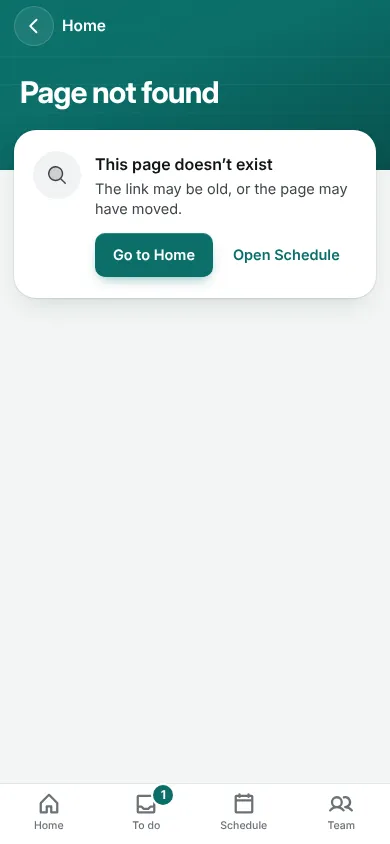 Home
Page not found
This page doesn’t exist
The link may be old, or the page may
have moved.
Go to Home
Open Schedule
1
Home
To do
Schedule
Team